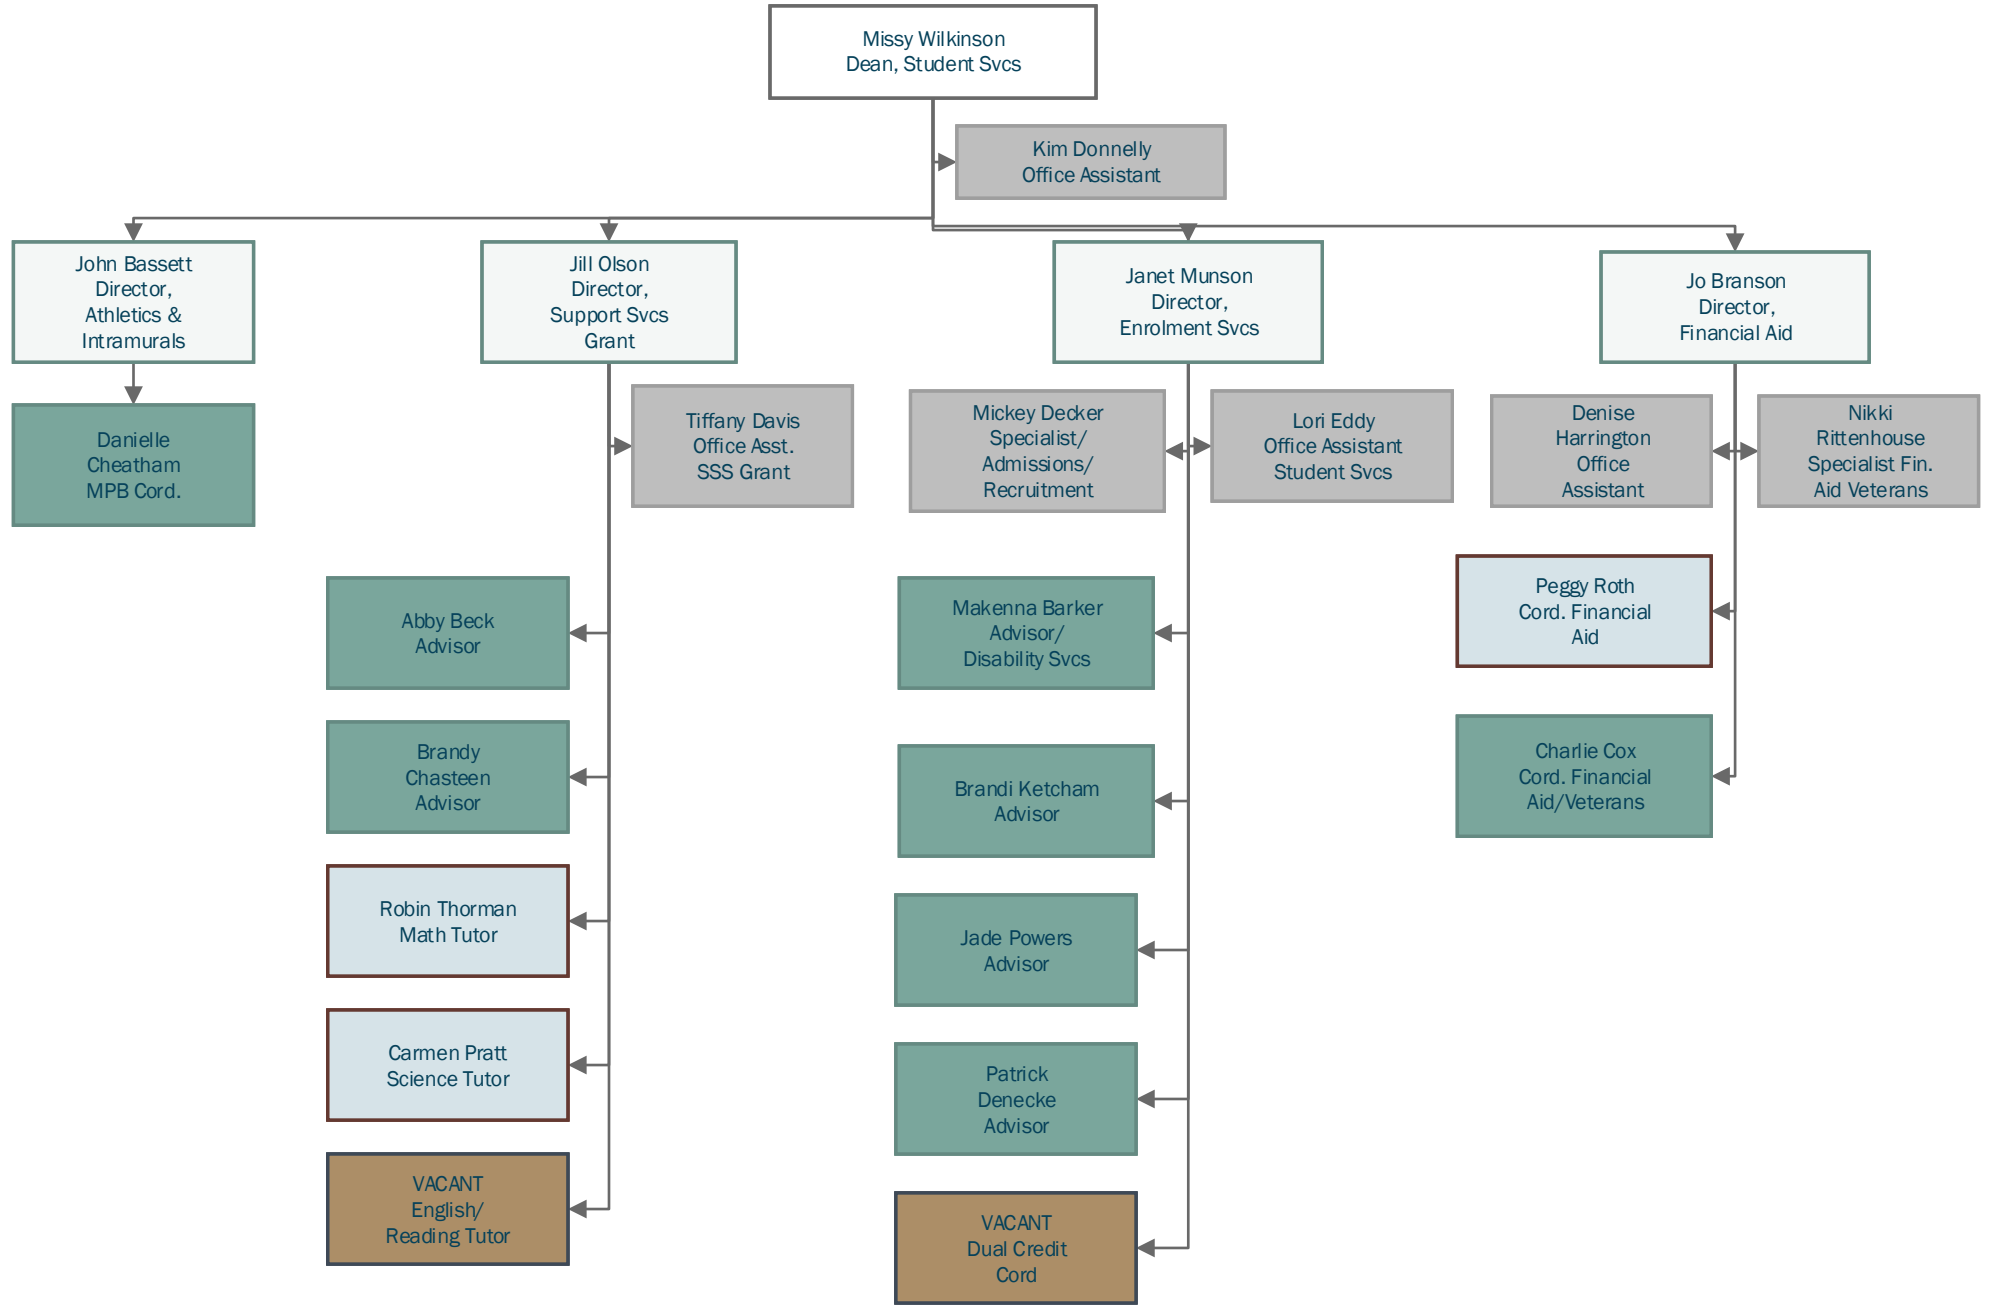 Missy Wilkinson
Dean, Student Svcs
Kim Donnelly
Office Assistant
John Bassett
Director,
Athletics &
Intramurals
Jill Olson
Director,
Support Svcs
Grant
Janet Munson
Director,
Enrolment Svcs
Jo Branson
Director,
Financial Aid
Danielle
Cheatham
MPB Cord.
Tiffany Davis
Office Asst.
SSS Grant
Mickey Decker
Specialist/
Admissions/
Recruitment
Lori Eddy
Office Assistant
Student Svcs
Denise
Harrington
Office
Assistant
Nikki
Rittenhouse
Specialist Fin.
Aid Veterans
Abby Beck
Advisor
Brandy
Chasteen
Advisor
Robin Thorman
Math Tutor
Carmen Pratt
Science Tutor
VACANT
English/
Reading Tutor
Makenna Barker
Advisor/
Disability Svcs
Brandi Ketcham
Advisor
Jade Powers
Advisor
Patrick
Denecke
Advisor
VACANT
Dual Credit
Cord
Peggy Roth
Cord. Financial
Aid
Charlie Cox
Cord. Financial
Aid/Veterans